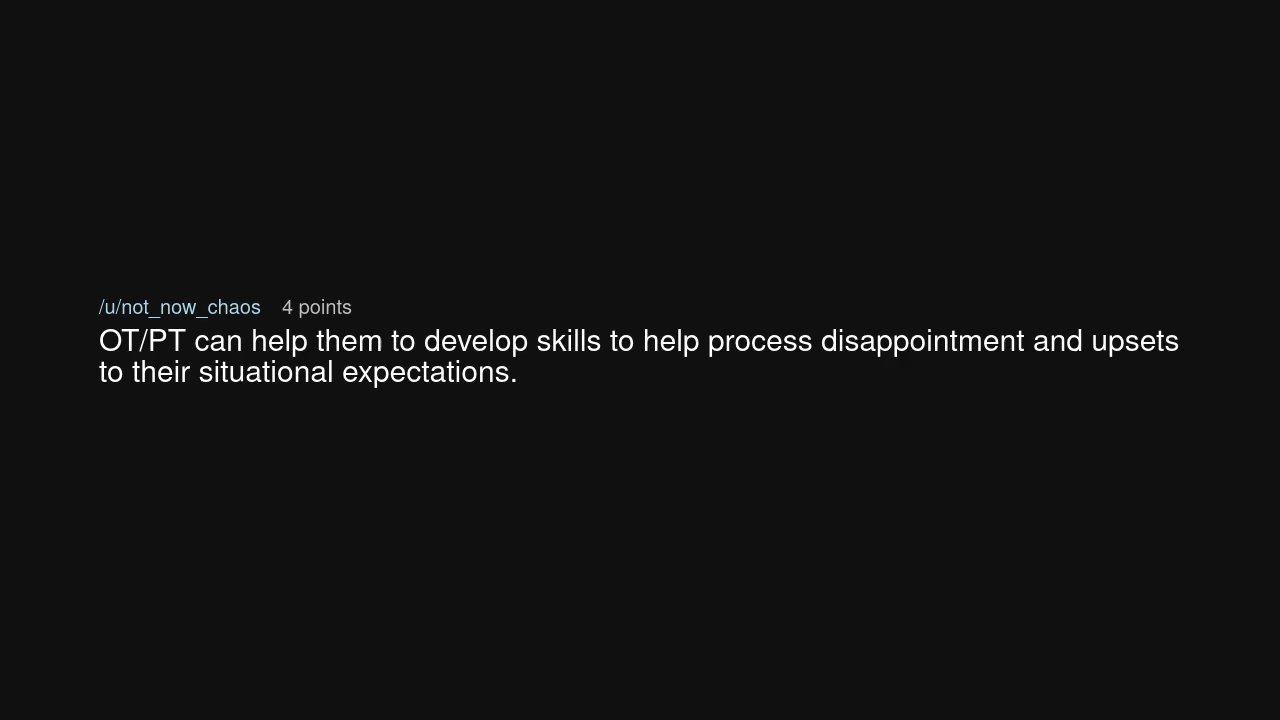 /u/not_now_chaos 4 points
OT/PT can help them to develop skills to help process disappointment and upsets
to their situational expectations.